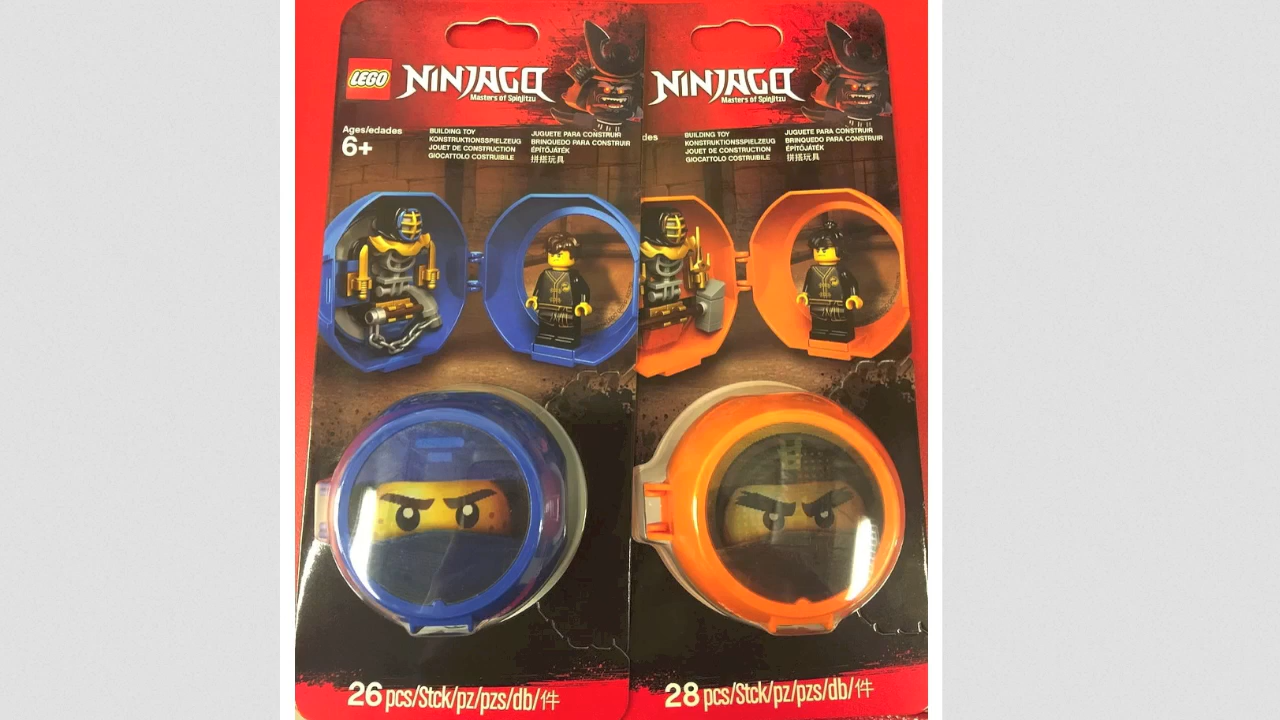 LEGO
NINJAGO
Masters of Spinjitzu
Ages/edades
6+
BUILDING TOY
KONSTRUKTIONSSPIELZEUG
JOUET DE CONSTRUCTION
GIOCATTOLO COSTRUIBILE
JUGUETE PARA CONSTRUIR
BRINQUEDO PARA CONSTRUIR
ÉPÍTŐJÁTÉK
拼搭玩具
26 pcs/Stck/pz/pzs/db/件
NINJAGO
Masters of Spinjitzu
des
BUILDING TOY
KONSTRUKTIONSSPIELZEUG
JOUET DE CONSTRUCTION
GIOCATTOLO COSTRUIBILE
JUGUETE PARA CONSTRUIR
BRINQUEDO PARA CONSTRUIR
ÉPÍTŐJÁTÉK
拼搭玩具
28 pcs/Stck/pz/pzs/db/件